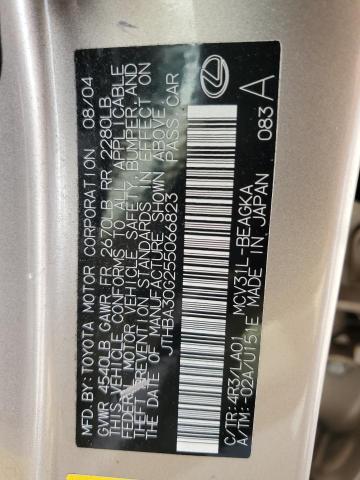 MFD.BY:TOYOTA MOTOR CORPORATION 08/04
GVWR 4540LB GAWR FR 2670LB RR 2280LB
THIS VEHICLE CONFORMS TO ALL APPLICABLE
FEDERAL MOTOR VEHICLE SAFETY, BUMPER, AND
THEFT PREVENTION STANDARDS IN EFFECT ON
THE DATE OF MANUFACTURE SHOWN ABOVE.
JTHBA30G255066823 PASS.CAR
C/TR:4R3/LA01 MCV31L-BEAGKA
A/TM:-02A/U151E MADE IN JAPAN
083 A